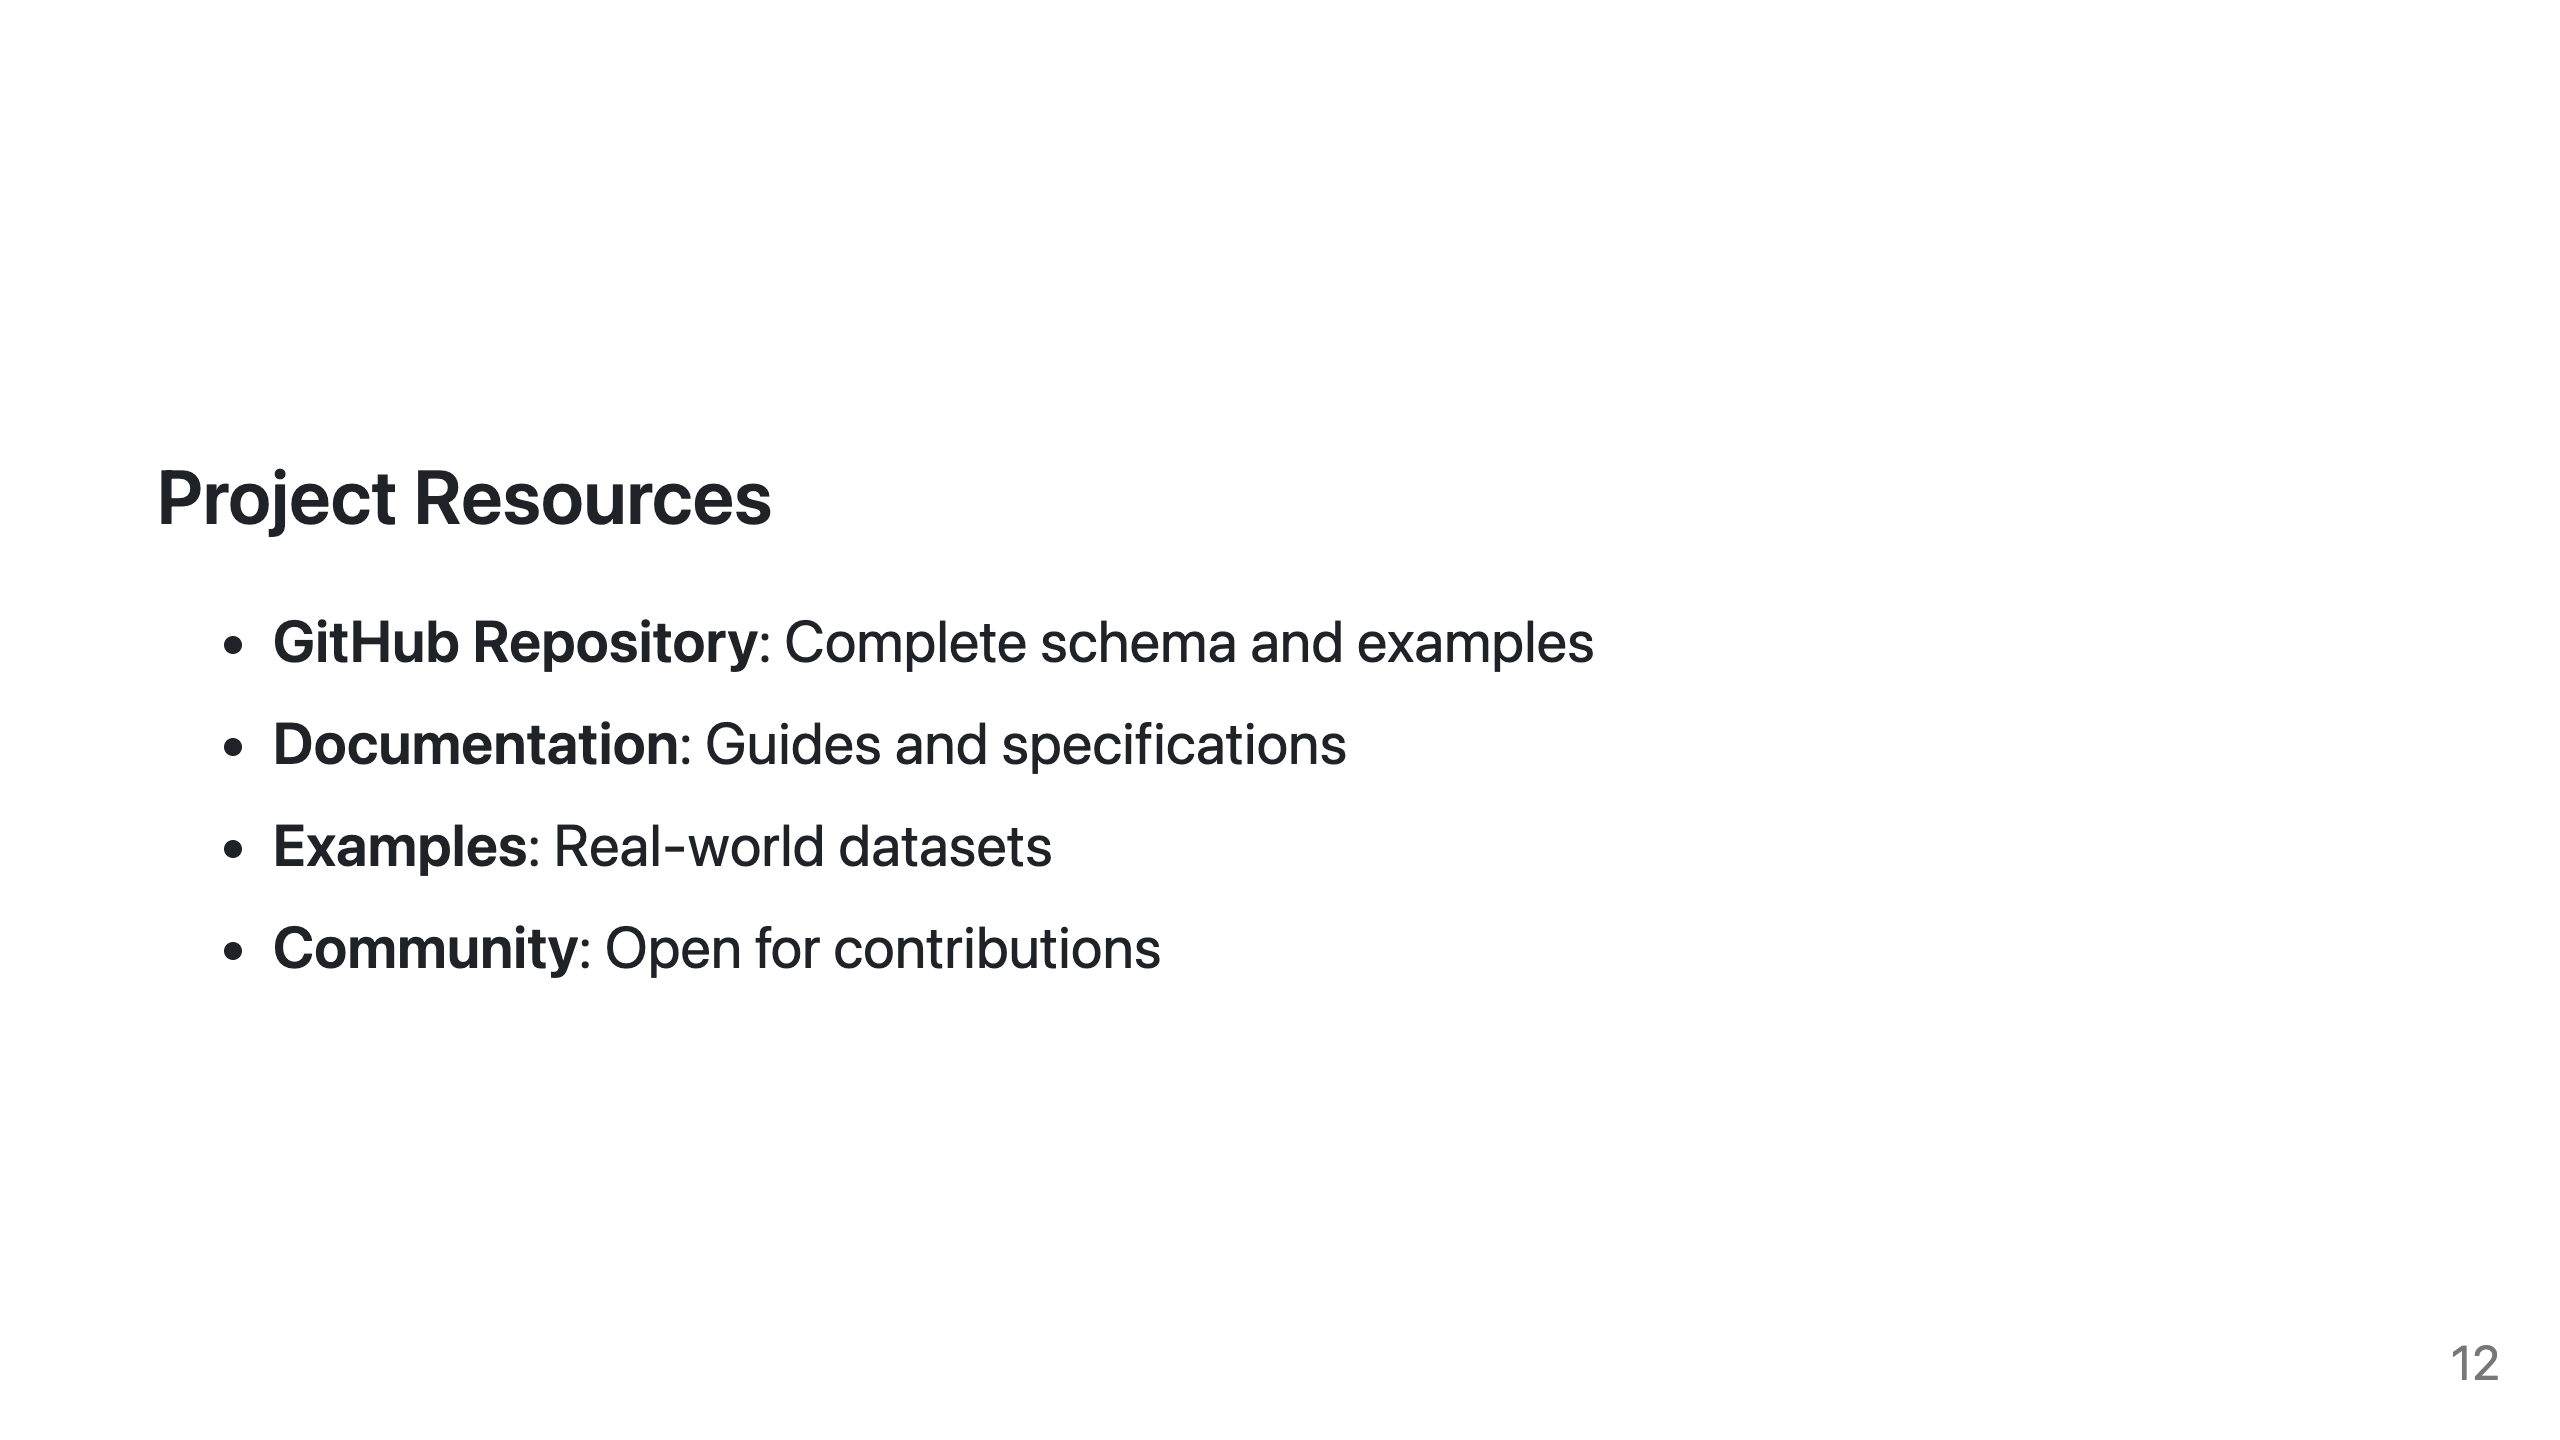 Project Resources
• GitHub Repository: Complete schema and examples
• Documentation: Guides and specifications
• Examples: Real-world datasets
• Community: Open for contributions
12